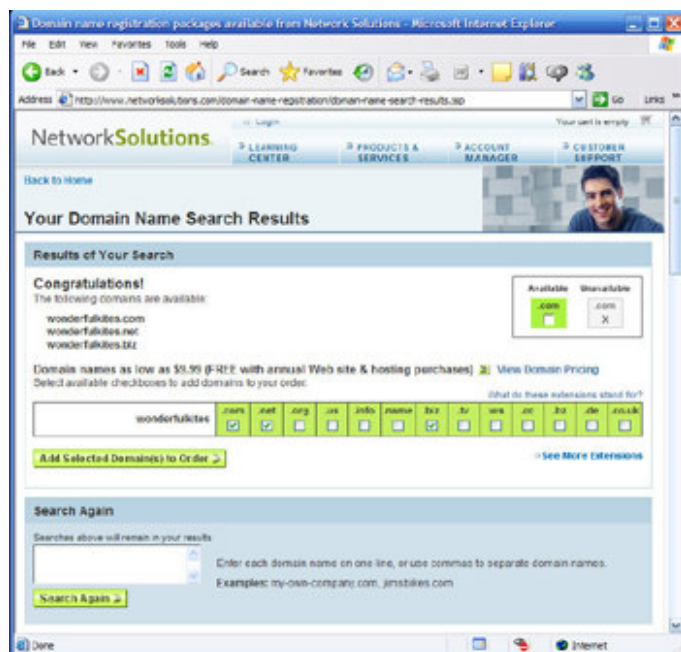 Domain name registration packages available from Network Solutions - Microsoft Internet Explorer
File Edit View Favorites Tools Help
Back Search Favorites
Address http://www.networksolutions.com/domain-name-registration/domain-name-search-results.jsp Go Links
Login Your cart is empty
NetworkSolutions
LEARNING CENTER PRODUCTS & SERVICES ACCOUNT MANAGER CUSTOMER SUPPORT
Back to Home
Your Domain Name Search Results
Results of Your Search
Congratulations!
The following domains are available:
wonderfulkites.com
wonderfulkites.net
wonderfulkites.biz
Available Unavailable
.com .com
X
Domain names as low as $9.99 (FREE with annual Web site & hosting purchases) View Domain Pricing
Select available checkboxes to add domains to your order.
What do these extensions stand for?
wonderfulkites .com .net .org .us .info .name .biz .tv .ws .cc .bz .de .co.uk
Add Selected Domain(s) to Order
See More Extensions
Search Again
Searches above will remain in your results
Enter each domain name on one line, or use commas to separate domain names.
Examples: my-own-company.com, jimsbikes.com
Search Again
Done Internet